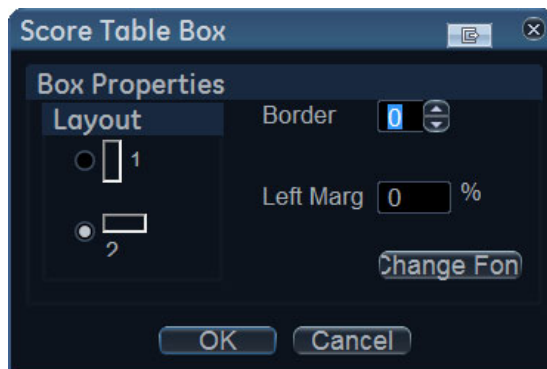 Score Table Box
Box Properties
Layout
Border 0
1
Left Marg 0 %
2
Change Fon
OK Cancel